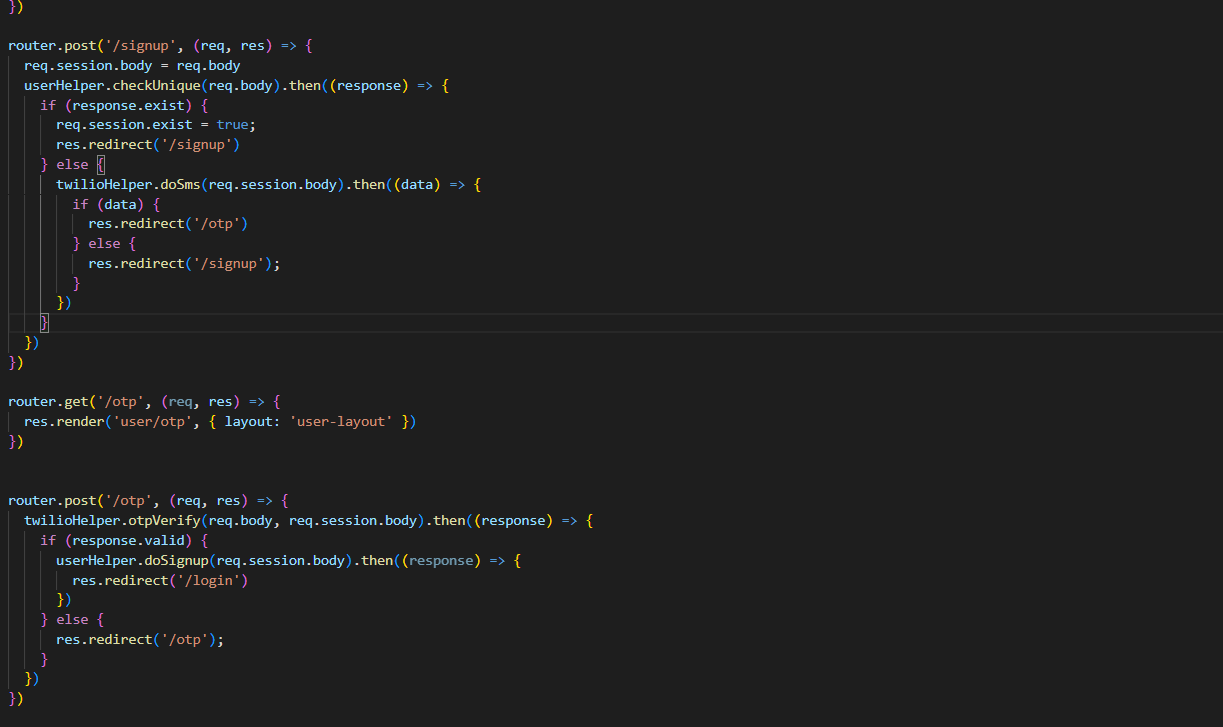 })
router.post('/signup', (req, res) => {
req.session.body = req.body
userHelper.checkUnique(req.body).then((response) => {
if (response.exist) {
req.session.exist = true;
res.redirect('/signup')
} else {
twilioHelper.doSms(req.session.body).then((data) => {
if (data) {
res.redirect('/otp')
} else {
res.redirect('/signup');
}
})
}
})
})
router.get('/otp', (req, res) => {
res.render('user/otp', { layout: 'user-layout' })
})
router.post('/otp', (req, res) => {
twilioHelper.otpVerify(req.body, req.session.body).then((response) => {
if (response.valid) {
userHelper.doSignup(req.session.body).then((response) => {
res.redirect('/login')
})
} else {
res.redirect('/otp');
}
})
})